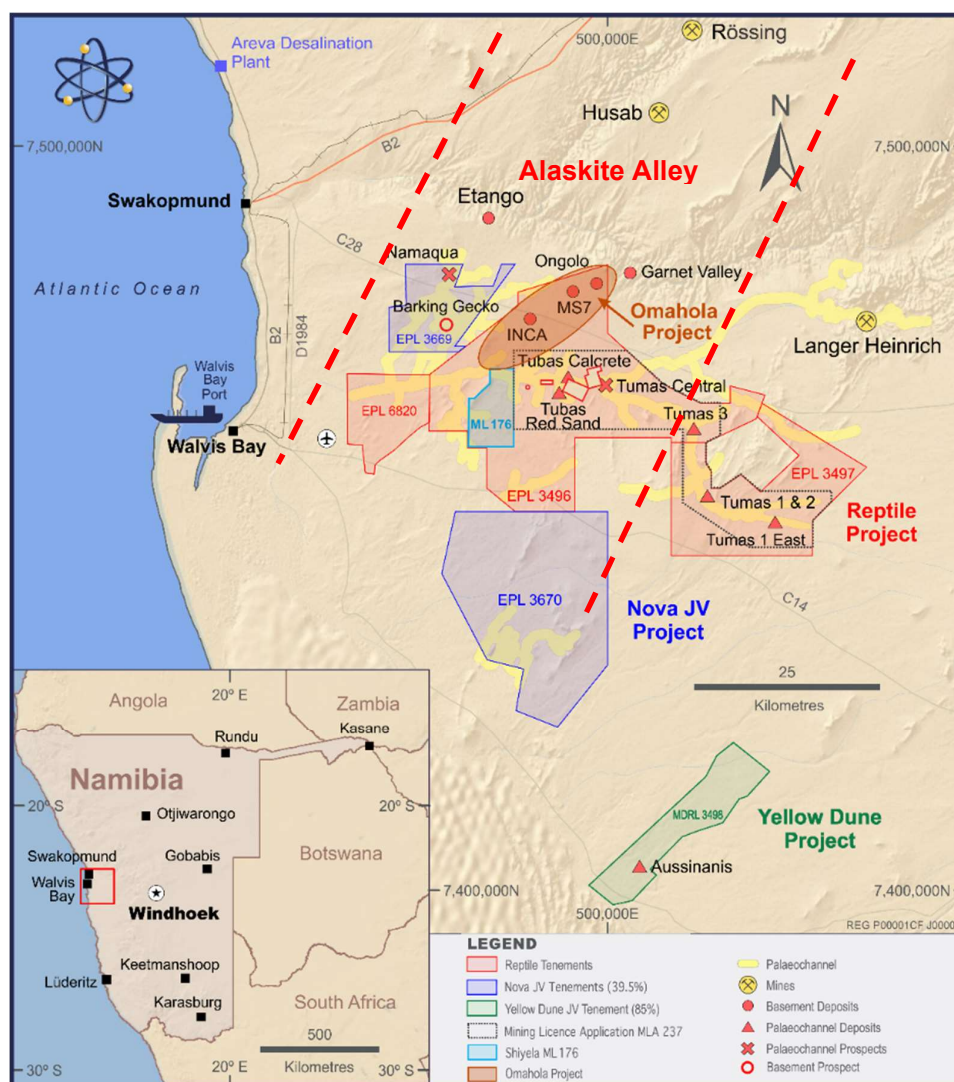 Areva Desalination
Plant
500,000E
Rössing
Husab
N
7,500,000N
7,500,000N
B2
Alaskite Alley
Swakopmund
Etango
C28
Namaqua
Ongolo
Garnet Valley
Atlantic Ocean
Barking Gecko
MS7
Omahola
Project
B2
D1984
EPL 3669
INCA
Langer Heinrich
Walvis
Bay
Port
Tubas Calcrete
Tumas Central
EPL 6820
ML 176
Tubas
Red Sand
Tumas 3
Walvis Bay
EPL 3497
EPL 3496
Tumas 1 & 2
Reptile
Project
Tumas 1 East
EPL 3670
Nova JV
Project
C14
25
Kilometres
MDRL 3498
Yellow Dune
Project
Aussinanis
7,400,000N
7,400,000N
500,000E
REG P00001CF J0000
20° E
Angola
Zambia
Rundu
Kasane
Namibia
20° S
20° S
Otjiwarongo
Botswana
Swakopmund
Gobabis
Walvis
Bay
Windhoek
Keetmanshoop
Lüderitz
Karasburg
South Africa
500
Kilometres
30° S
20° E
30° S
LEGEND
Reptile Tenements
Nova JV Tenements (39.5%)
Yellow Dune JV Tenement (85%)
Mining Licence Application MLA 237
Shiyela ML 176
Omahola Project
Palaeochannel
Mines
Basement Deposits
Palaeochannel Deposits
Palaeochannel Prospects
Basement Prospect